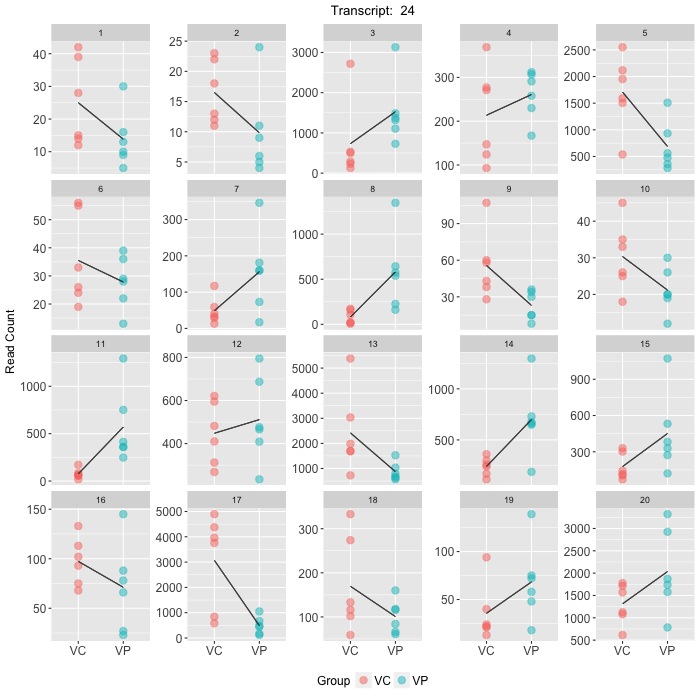 Transcript: 24
1 2 3 4 5
40 30 20 10
25 20 15 10 5
3000 2000 1000 0
300 200 100
2500 2000 1500 1000 500
6 7 8 9 10
50 40 30 20
300 200 100 0
1000 500 0
90 60 30
40 30 20
Read Count
11 12 13 14 15
1000 500 0
800 600 400
5000 4000 3000 2000 1000
1000 500
900 600 300
16 17 18 19 20
150 100 50
5000 4000 3000 2000 1000 0
300 200 100
100 50
3000 2500 2000 1500 1000 500
VC VP VC VP VC VP VC VP VC VP
Group VC VP